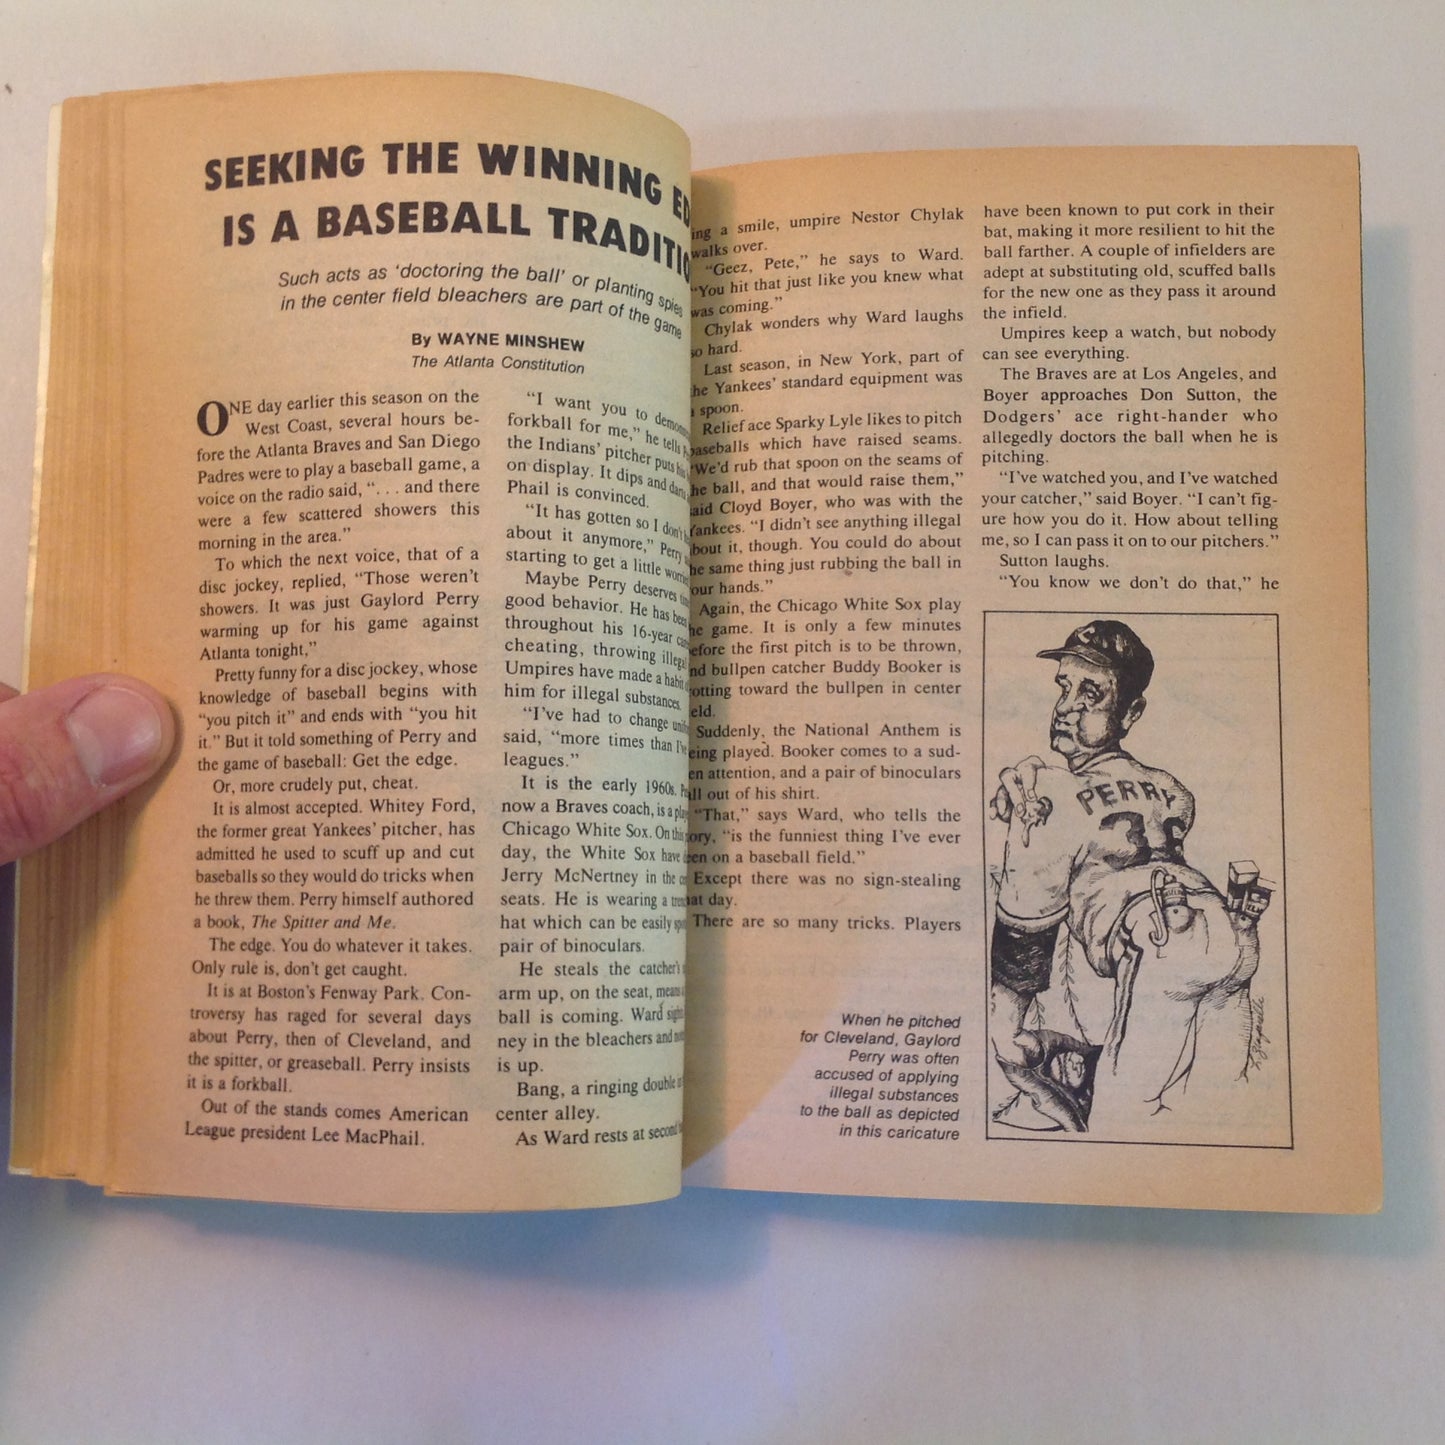 SEEKING THE WINNING
IS A BASEBALL
Such acts as ‘doctoring the ball’ or planting spies
in the center field bleachers are part of the game
By WAYNE MINSHEW
The Atlanta Constitution
ONE day earlier this season on the
West Coast, several hours be-
fore the Atlanta Braves and San Diego
Padres were to play a baseball game, a
voice on the radio said, “. . . and there
were a few scattered showers this
morning in the area.”
To which the next voice, that of a
disc jockey, replied, “Those weren’t
showers. It was just Gaylord Perry
warming up for his game against
Atlanta tonight,”
Pretty funny for a disc jockey, whose
knowledge of baseball begins with
“you pitch it” and ends with “you hit
it.” But it told something of Perry and
the game of baseball: Get the edge.
Or, more crudely put, cheat.
It is almost accepted. Whitey Ford,
the former great Yankees’ pitcher, has
admitted he used to scuff up and cut
baseballs so they would do tricks when
he threw them. Perry himself authored
a book, The Spitter and Me.
The edge. You do whatever it takes.
Only rule is, don’t get caught.
It is at Boston’s Fenway Park. Con-
troversy has raged for several days
about Perry, then of Cleveland, and
the spitter, or greaseball. Perry insists
it is a forkball.
Out of the stands comes American
League president Lee MacPhail.
“I want you to
forkball for me,” he tells
the Indians’ pitcher puts
on display. It dips and
Phail is convinced.
“It has gotten so I
about it anymore,” Perry
starting to get a little
Maybe Perry deserves
good behavior. He has been
throughout his 16-year
cheating, throwing illegal
Umpires have made a habit
him for illegal substances.
“I’ve had to change
said, “more times than I’ve
leagues.”
It is the early 1960s.
now a Braves coach, is a
Chicago White Sox. On this
day, the White Sox have
Jerry McNertney in the
seats. He is wearing a
hat which can be easily
pair of binoculars.
He steals the catcher’s
arm up, on the seat, means
ball is coming. Ward
ney in the bleachers and
is up.
Bang, a ringing double
center alley.
As Ward rests at second
ing a smile, umpire Nestor Chylak
walks over.
“Geez, Pete,” he says to Ward.
“You hit that just like you knew what
was coming.”
Chylak wonders why Ward laughs
so hard.
Last season, in New York, part of
the Yankees’ standard equipment was
a spoon.
Relief ace Sparky Lyle likes to pitch
baseballs which have raised seams.
“We’d rub that spoon on the seams of
the ball, and that would raise them,”
said Cloyd Boyer, who was with the
Yankees. “I didn’t see anything illegal
about it, though. You could do about
the same thing just rubbing the ball in
your hands.”
Again, the Chicago White Sox play
the game. It is only a few minutes
before the first pitch is to be thrown,
and bullpen catcher Buddy Booker is
trotting toward the bullpen in center
field.
Suddenly, the National Anthem is
being played. Booker comes to a sud-
den attention, and a pair of binoculars
fall out of his shirt.
“That,” says Ward, who tells the
story, “is the funniest thing I’ve ever
seen on a baseball field.”
Except there was no sign-stealing
that day.
There are so many tricks. Players
have been known to put cork in their
bat, making it more resilient to hit the
ball farther. A couple of infielders are
adept at substituting old, scuffed balls
for the new one as they pass it around
the infield.
Umpires keep a watch, but nobody
can see everything.
The Braves are at Los Angeles, and
Boyer approaches Don Sutton, the
Dodgers’ ace right-hander who
allegedly doctors the ball when he is
pitching.
“I’ve watched you, and I’ve watched
your catcher,” said Boyer. “I can’t fig-
ure how you do it. How about telling
me, so I can pass it on to our pitchers.”
Sutton laughs.
“You know we don’t do that,” he
C
PERRY
36
When he pitched
for Cleveland, Gaylord
Perry was often
accused of applying
illegal substances
to the ball as depicted
in this caricature